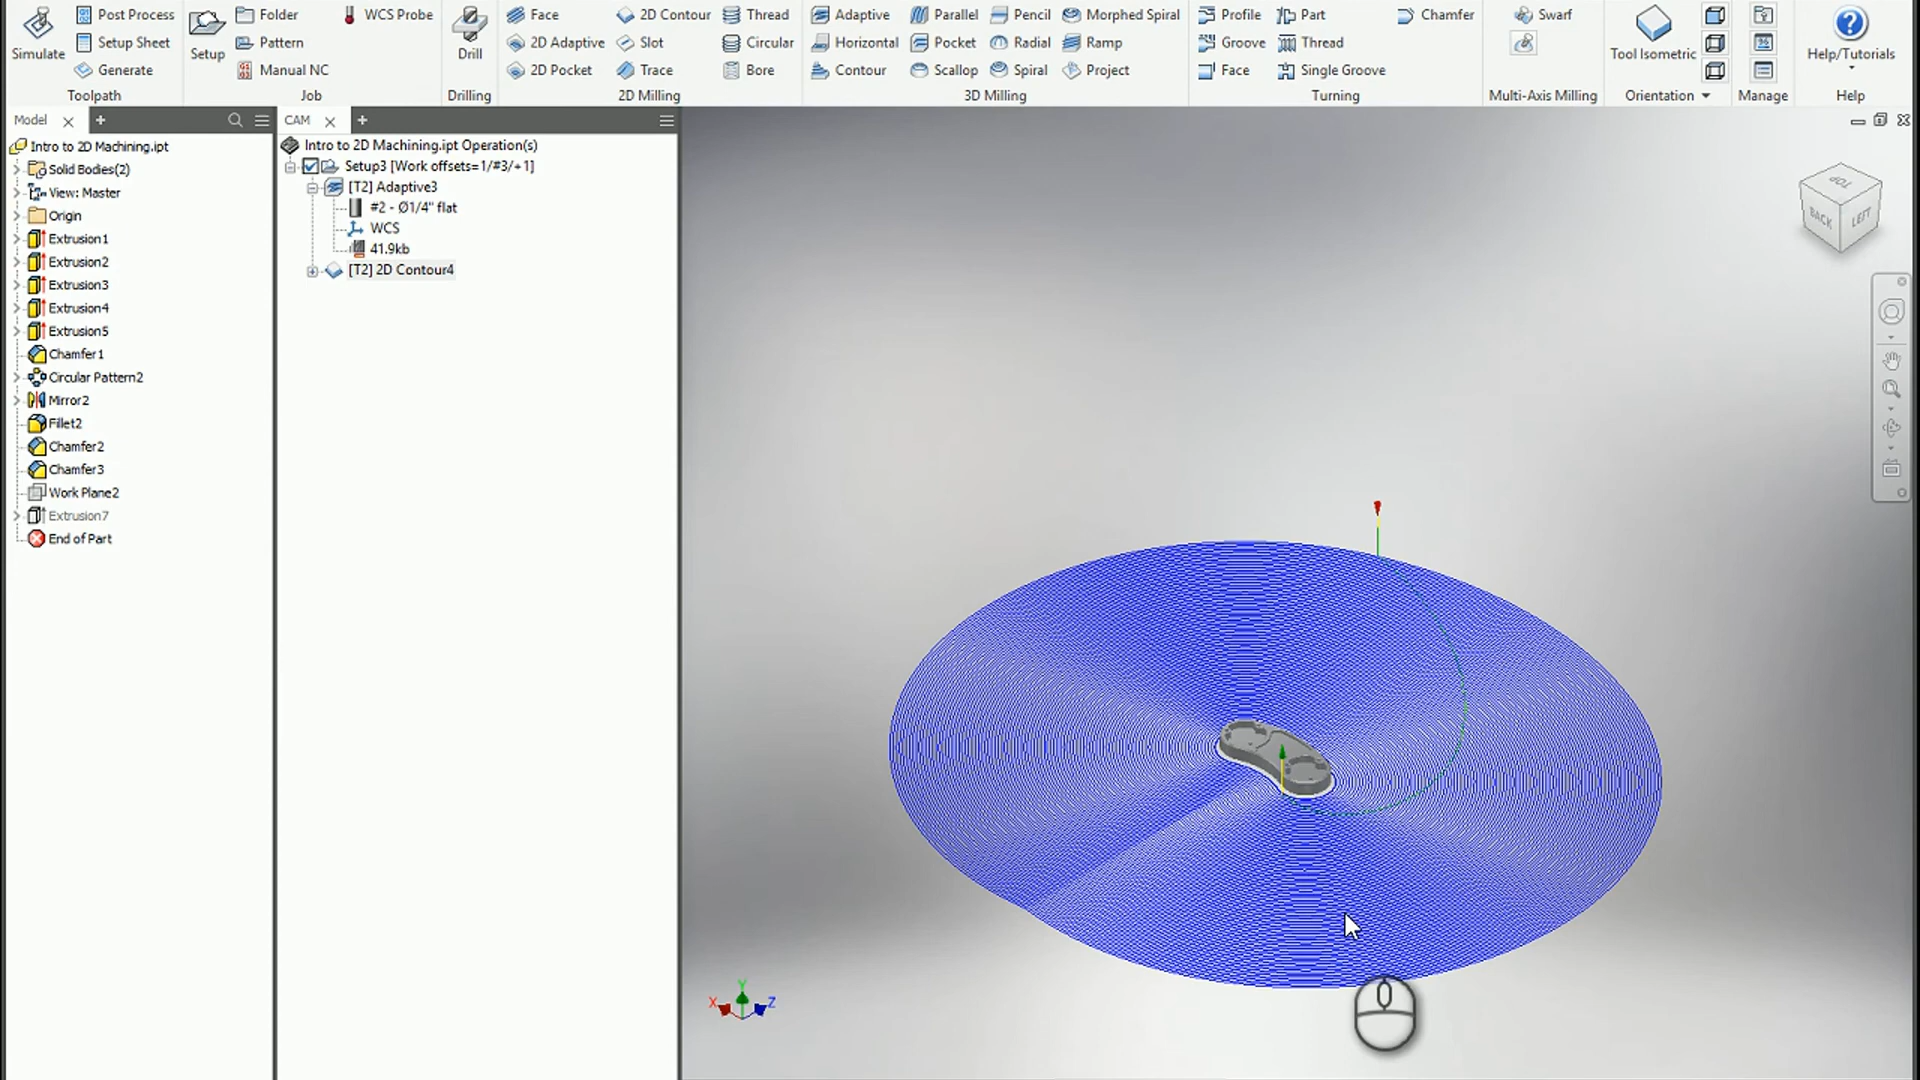 Simulate
Post Process
Setup Sheet
Generate
Toolpath
Setup
Folder
Pattern
Manual NC
WCS Probe
Job
Drill
Drilling
Face
2D Adaptive
2D Pocket
2D Contour
Slot
Trace
Thread
Circular
Bore
2D Milling
Adaptive
Horizontal
Contour
Parallel
Pocket
Scallop
Pencil
Radial
Spiral
Morphed Spiral
Ramp
Project
3D Milling
Profile
Groove
Face
Part
Thread
Single Groove
Chamfer
Turning
Swarf
Multi-Axis Milling
Tool Isometric
Orientation
Manage
Help/Tutorials
Help
Model
Intro to 2D Machining.ipt
Solid Bodies(2)
View: Master
Origin
Extrusion1
Extrusion2
Extrusion3
Extrusion4
Extrusion5
Chamfer1
Circular Pattern2
Mirror2
Fillet2
Chamfer2
Chamfer3
Work Plane2
Extrusion7
End of Part
CAM
Intro to 2D Machining.ipt Operation(s)
Setup3 [Work offsets=1/#3/+1]
[T2] Adaptive3
#2 - Ø1/4" flat
WCS
41.9kb
[T2] 2D Contour4
TOP
BACK
LEFT
X
Y
Z